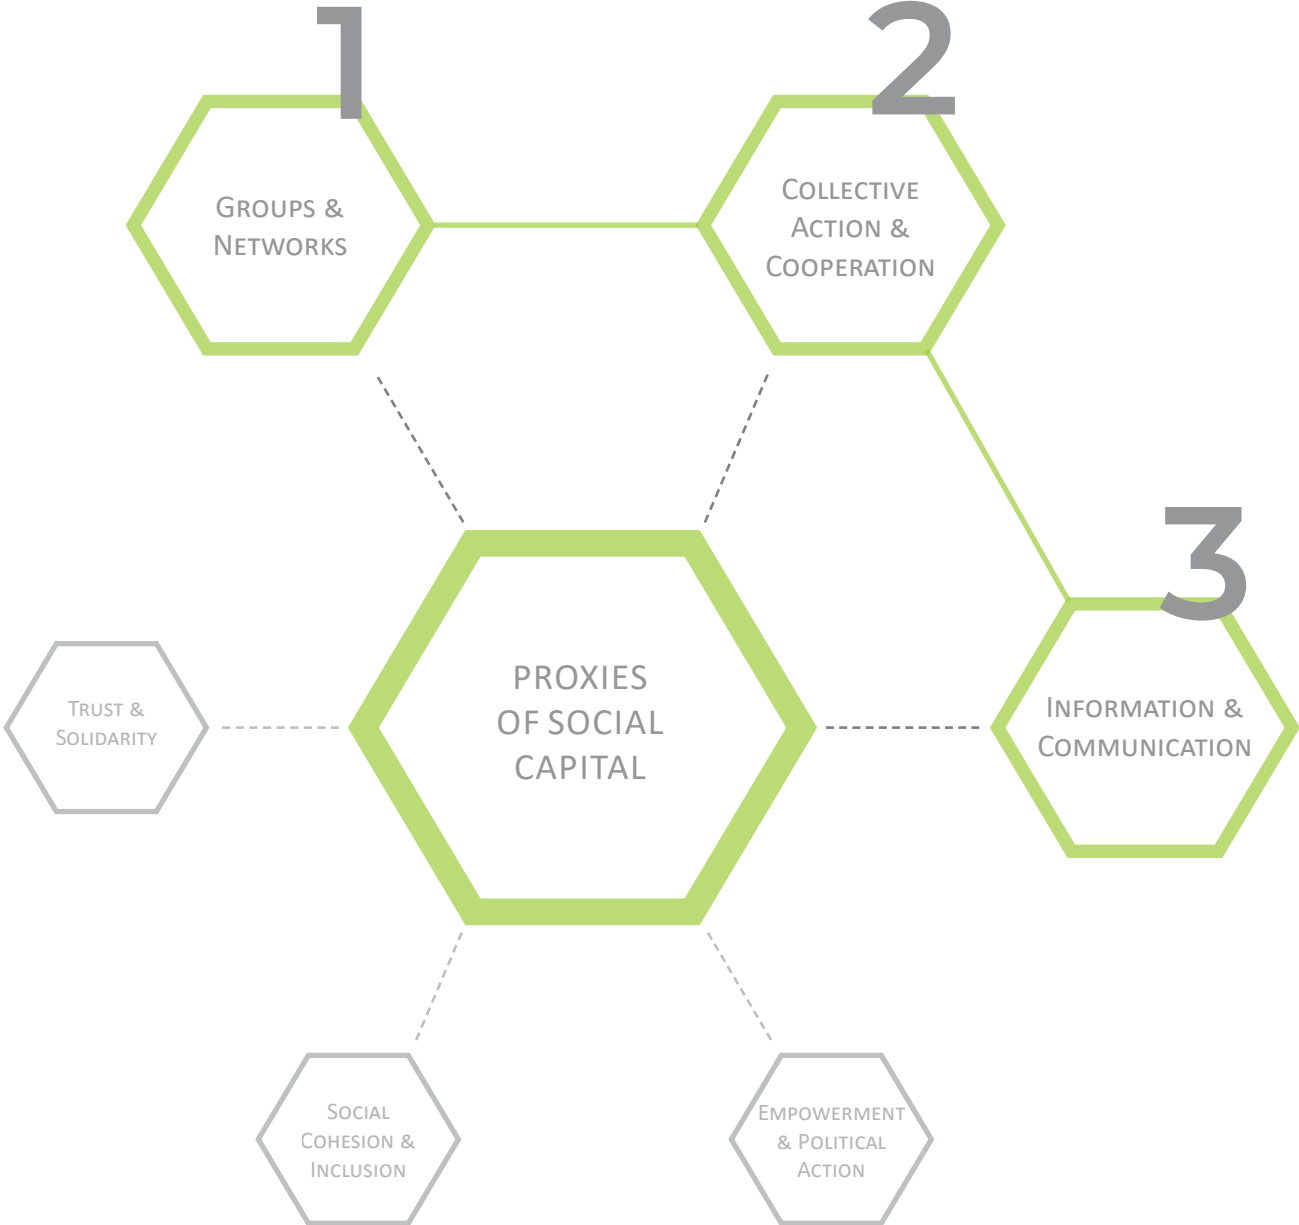 1
GROUPS &
NETWORKS
2
COLLECTIVE
ACTION &
COOPERATION
3
INFORMATION &
COMMUNICATION
PROXIES
OF SOCIAL
CAPITAL
TRUST &
SOLIDARITY
SOCIAL
COHESION &
INCLUSION
EMPOWERMENT
& POLITICAL
ACTION